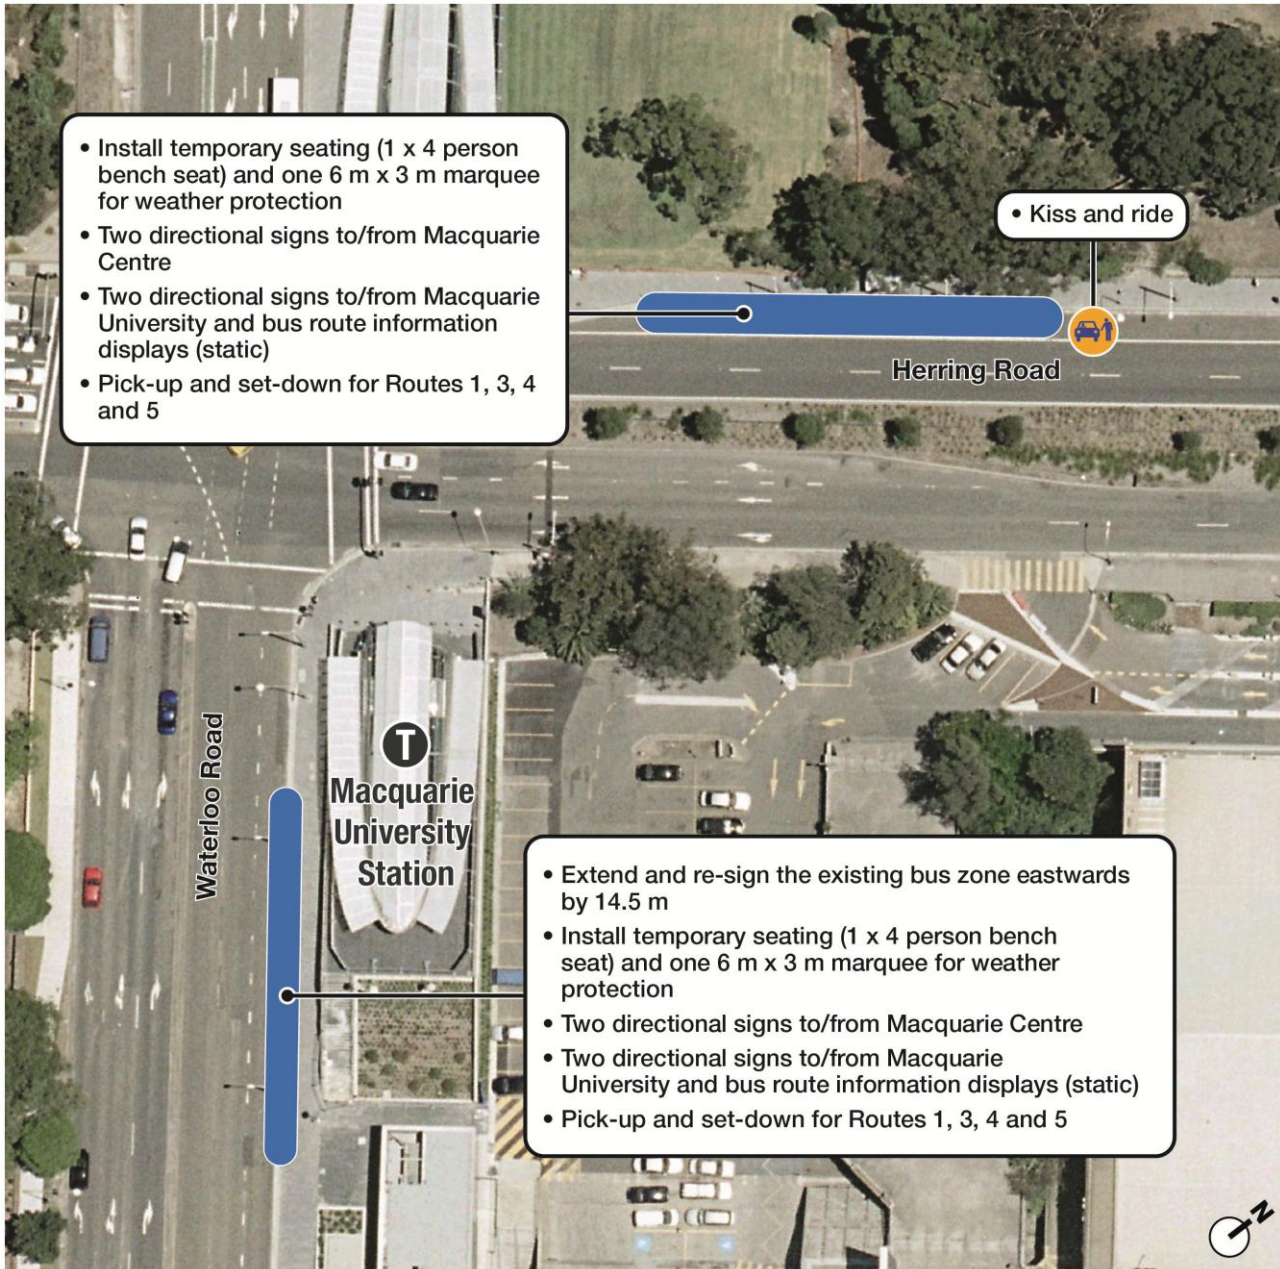 • Install temporary seating (1 x 4 person
bench seat) and one 6 m x 3 m marquee
for weather protection
• Two directional signs to/from Macquarie
Centre
• Two directional signs to/from Macquarie
University and bus route information
displays (static)
• Pick-up and set-down for Routes 1, 3, 4
and 5
• Kiss and ride
Herring Road
Waterloo Road
T
Macquarie
University
Station
• Extend and re-sign the existing bus zone eastwards
by 14.5 m
• Install temporary seating (1 x 4 person bench
seat) and one 6 m x 3 m marquee for weather
protection
• Two directional signs to/from Macquarie Centre
• Two directional signs to/from Macquarie
University and bus route information displays (static)
• Pick-up and set-down for Routes 1, 3, 4 and 5
N